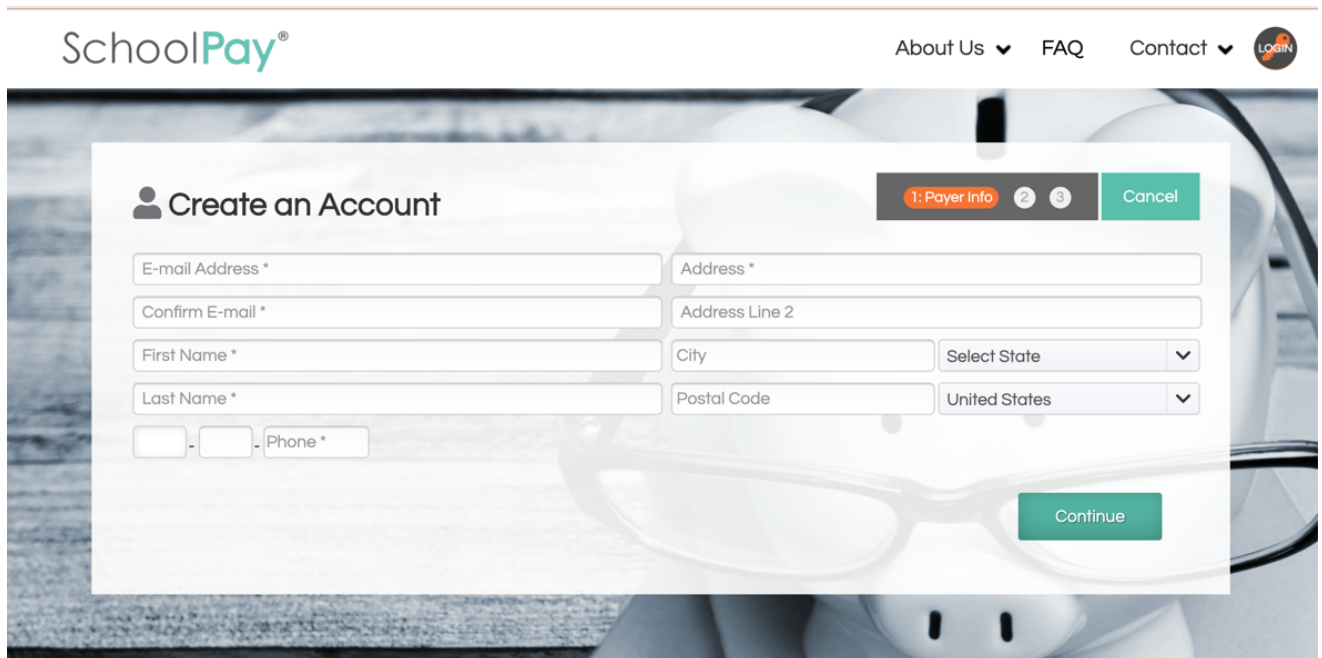 SchoolPay®
About Us FAQ Contact LOGIN
Create an Account
1: Payer Info 2 3 Cancel
E-mail Address *
Address *
Confirm E-mail *
Address Line 2
First Name *
City Select State
Last Name *
Postal Code United States
- - Phone *
Continue